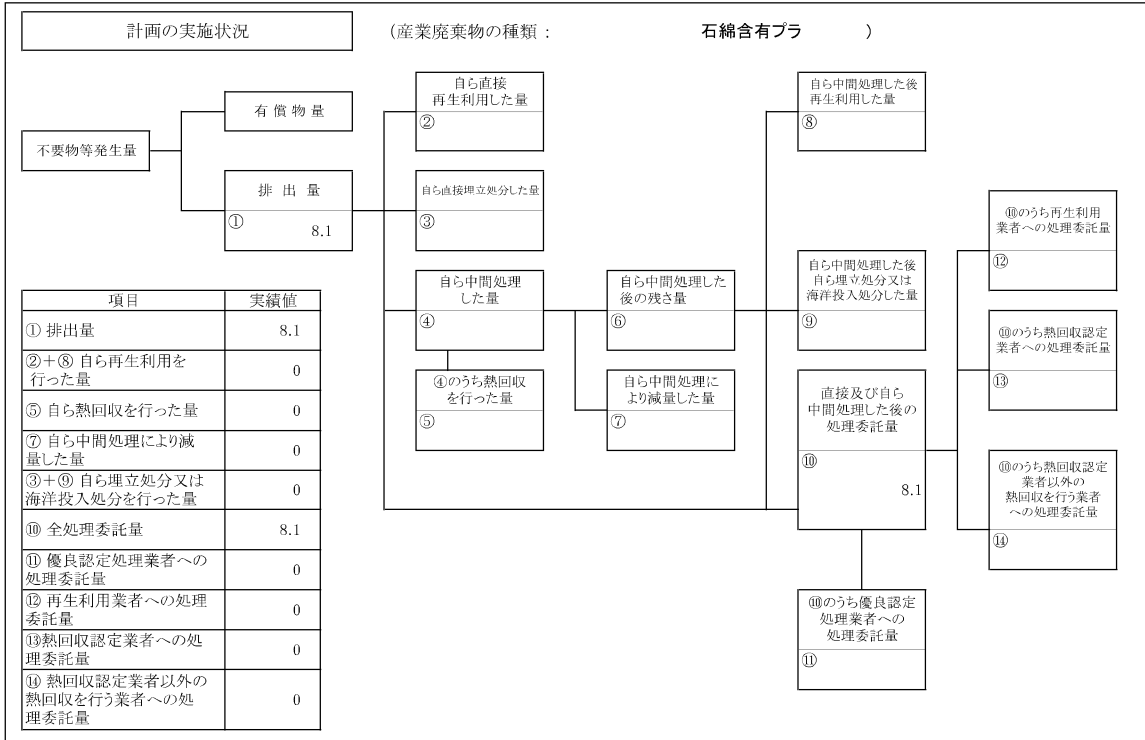 計画の実施状況
(産業廃棄物の種類： 石綿含有プラ )
不要物等発生量
有償物量
排出量
①
8.1
自ら直接
再生利用した量
②
自ら直接埋立処分した量
③
自ら中間処理
した量
④
④のうち熱回収
を行った量
⑤
自ら中間処理した
後の残さ量
⑥
自ら中間処理に
より減量した量
⑦
自ら中間処理した後
再生利用した量
⑧
自ら中間処理した後
自ら埋立処分又は
海洋投入処分した量
⑨
直接及び自ら
中間処理した後の
処理委託量
⑩
8.1
⑩のうち優良認定
処理業者への
処理委託量
⑪
⑩のうち再生利用
業者への処理委託量
⑫
⑩のうち熱回収認定
業者への処理委託量
⑬
⑩のうち熱回収認定
業者以外の
熱回収を行う業者
への処理委託量
⑭
項目 実績値
① 排出量 8.1
②＋⑧ 自ら再生利用を
行った量 0
⑤ 自ら熱回収を行った量 0
⑦ 自ら中間処理により減
量した量 0
③＋⑨ 自ら埋立処分又は
海洋投入処分を行った量 0
⑩ 全処理委託量 8.1
⑪ 優良認定処理業者への
処理委託量 0
⑫ 再生利用業者への処理
委託量 0
⑬熱回収認定業者への処
理委託量 0
⑭ 熱回収認定業者以外の
熱回収を行う業者への処
理委託量 0